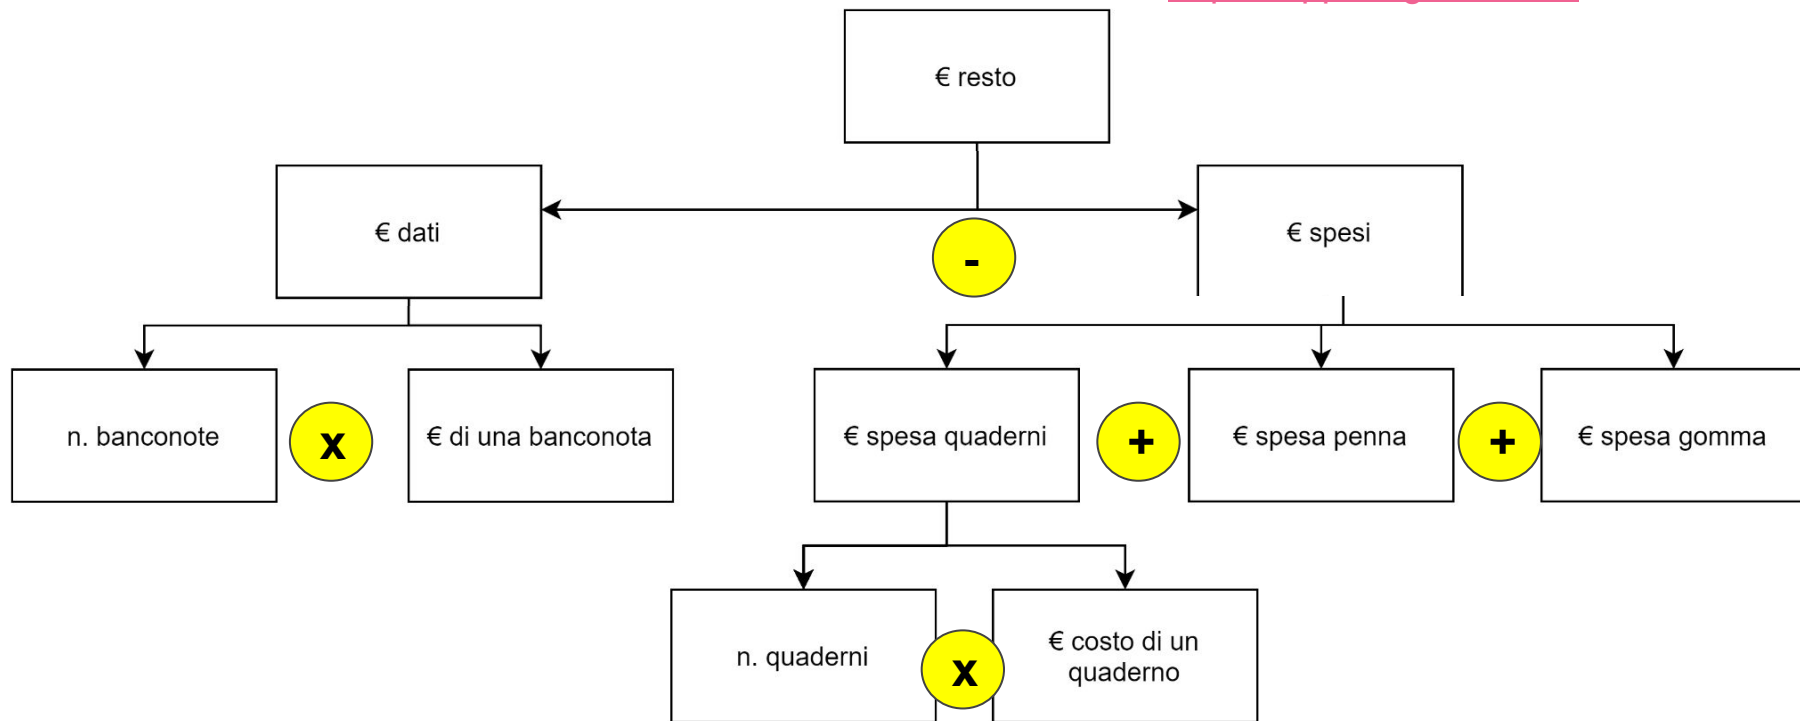 € resto
€ dati
-
€ spesi
n. banconote
x
€ di una banconota
€ spesa quaderni
+
€ spesa penna
+
€ spesa gomma
n. quaderni
x
€ costo di un
quaderno